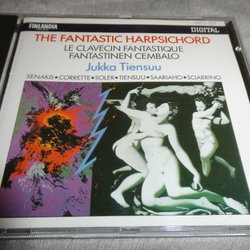 FINLANDIA
DIGITAL
THE FANTASTIC HARPSICHORD
LE CLAVECIN FANTASTIQUE
FANTASTINEN CEMBALO
Jukka Tiensuu
XENAKIS•CORRETTE•SOLER•TIENSUU•SAARIAHO•SCIARRINO